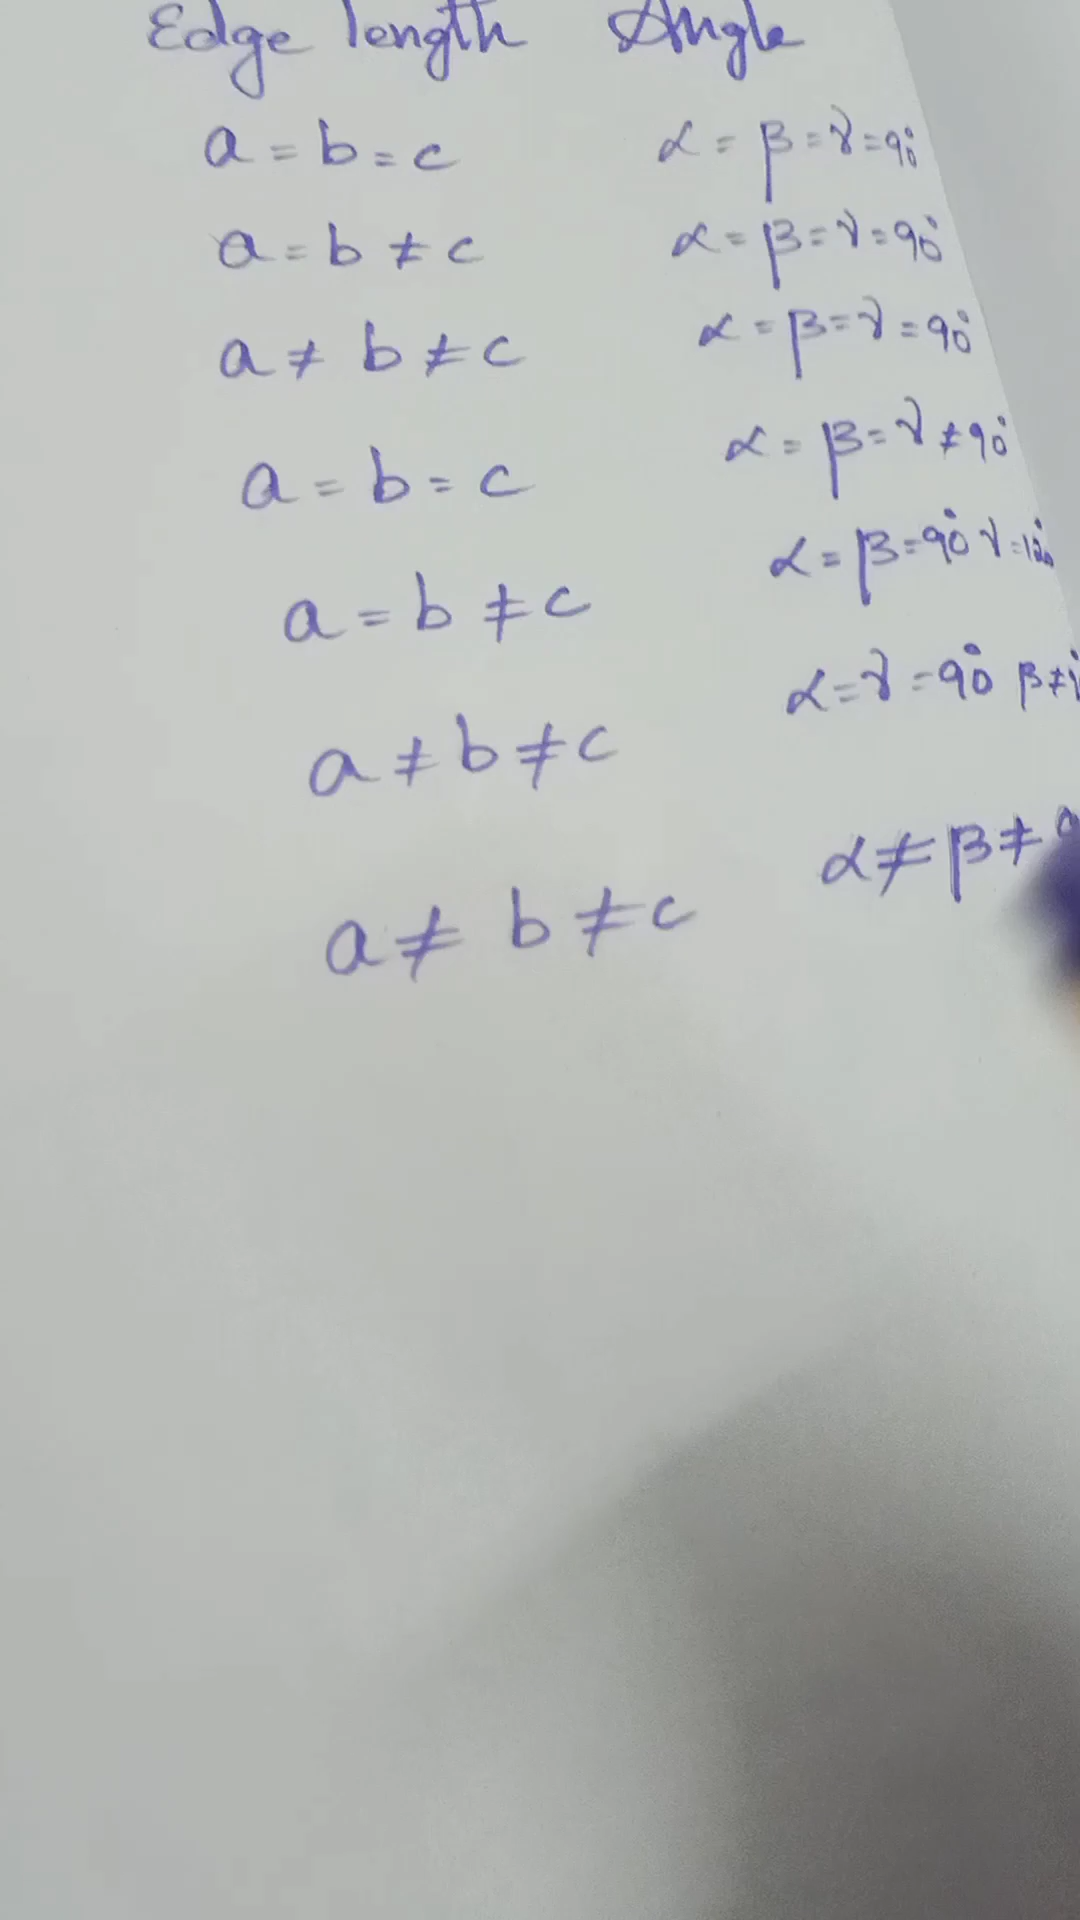 Edge length Angle
a = b = c α = β = γ = 90°
a = b ≠ c α = β = γ = 90°
a ≠ b ≠ c α = β = γ = 90°
a = b = c α = β = γ ≠ 90°
a = b ≠ c α = β = 90° γ = 120°
a ≠ b ≠ c α = γ = 90° β ≠
a ≠ b ≠ c α ≠ β ≠